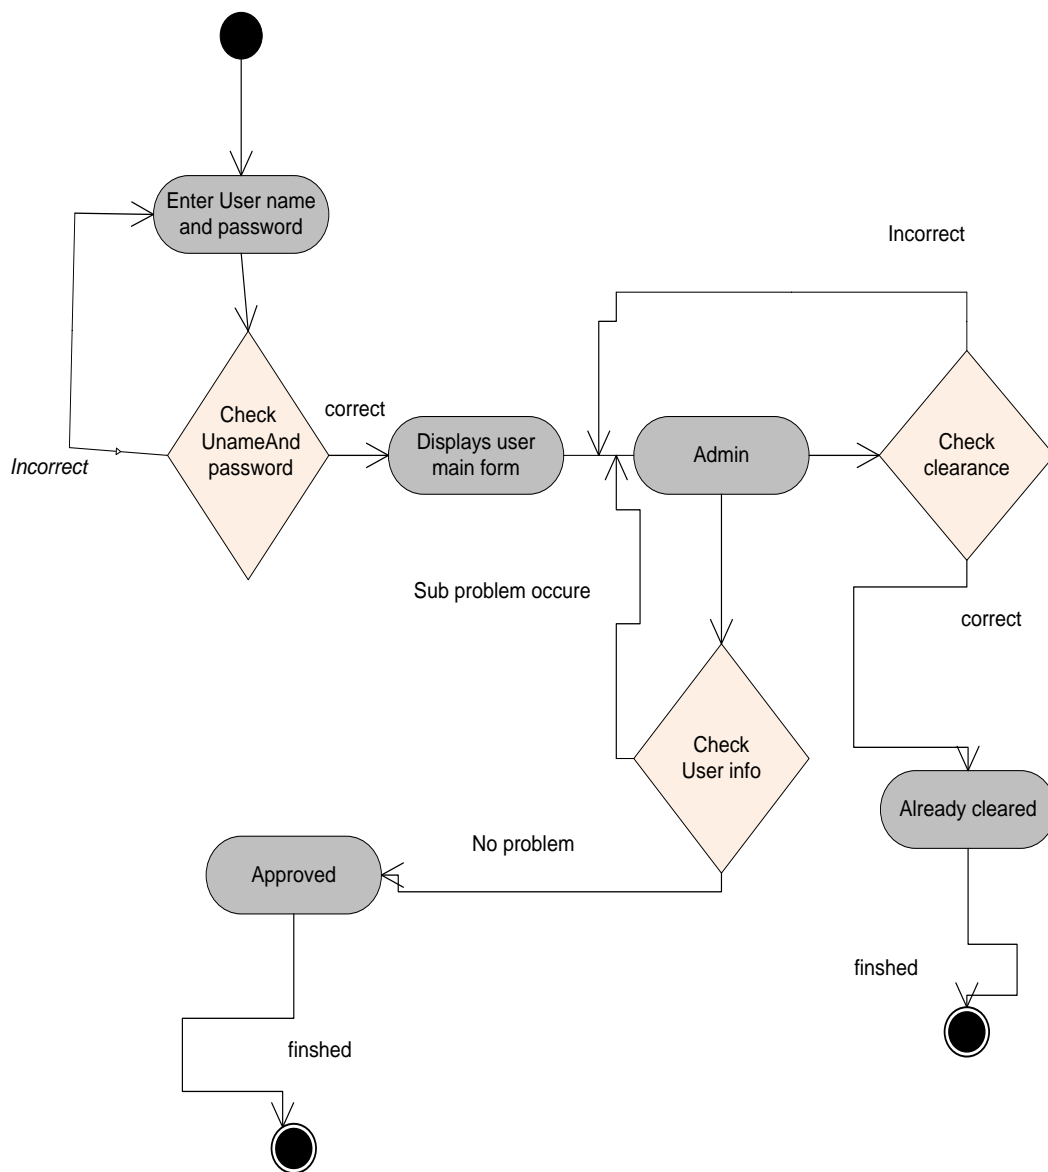 Enter User name
and password
Incorrect
Check
UnameAnd
password
correct
Incorrect
Displays user
main form
Admin
Check
clearance
Sub problem occure
correct
Check
User info
Already cleared
No problem
Approved
finshed
finshed